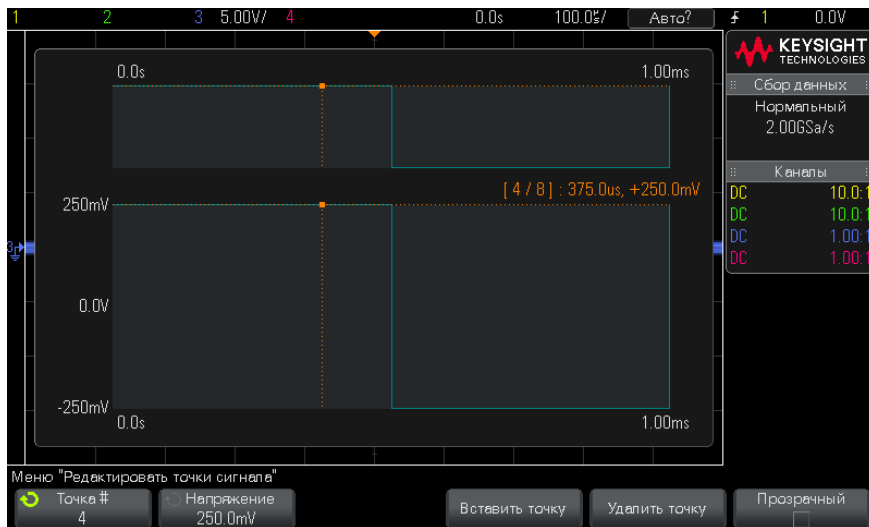 1 2 3 5.00V/ 4 0.0s 100.0s/ Авто? 1 0.0V
KEYSIGHT
TECHNOLOGIES
Сбор данных
Нормальный
2.00GSa/s
Каналы
DC 10.0:1
DC 10.0:1
DC 1.00:1
DC 1.00:1
0.0s 1.00ms
[ 4 / 8 ] : 375.0us, +250.0mV
250mV
3
0.0V
-250mV
0.0s 1.00ms
Меню "Редактировать точки сигнала"
Точка #
4
Напряжение
250.0mV
Вставить точку
Удалить точку
Прозрачный